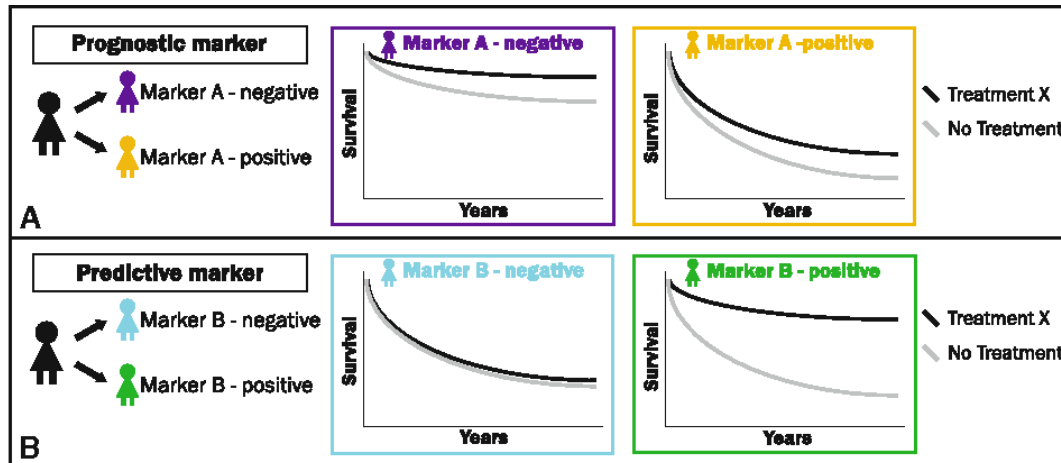 Prognostic marker
Marker A - negative
Marker A - positive
A
Marker A - negative
Survival
Years
Marker A -positive
Survival
Years
Treatment X
No Treatment
Predictive marker
Marker B - negative
Marker B - positive
B
Marker B - negative
Survival
Years
Marker B - positive
Survival
Years
Treatment X
No Treatment